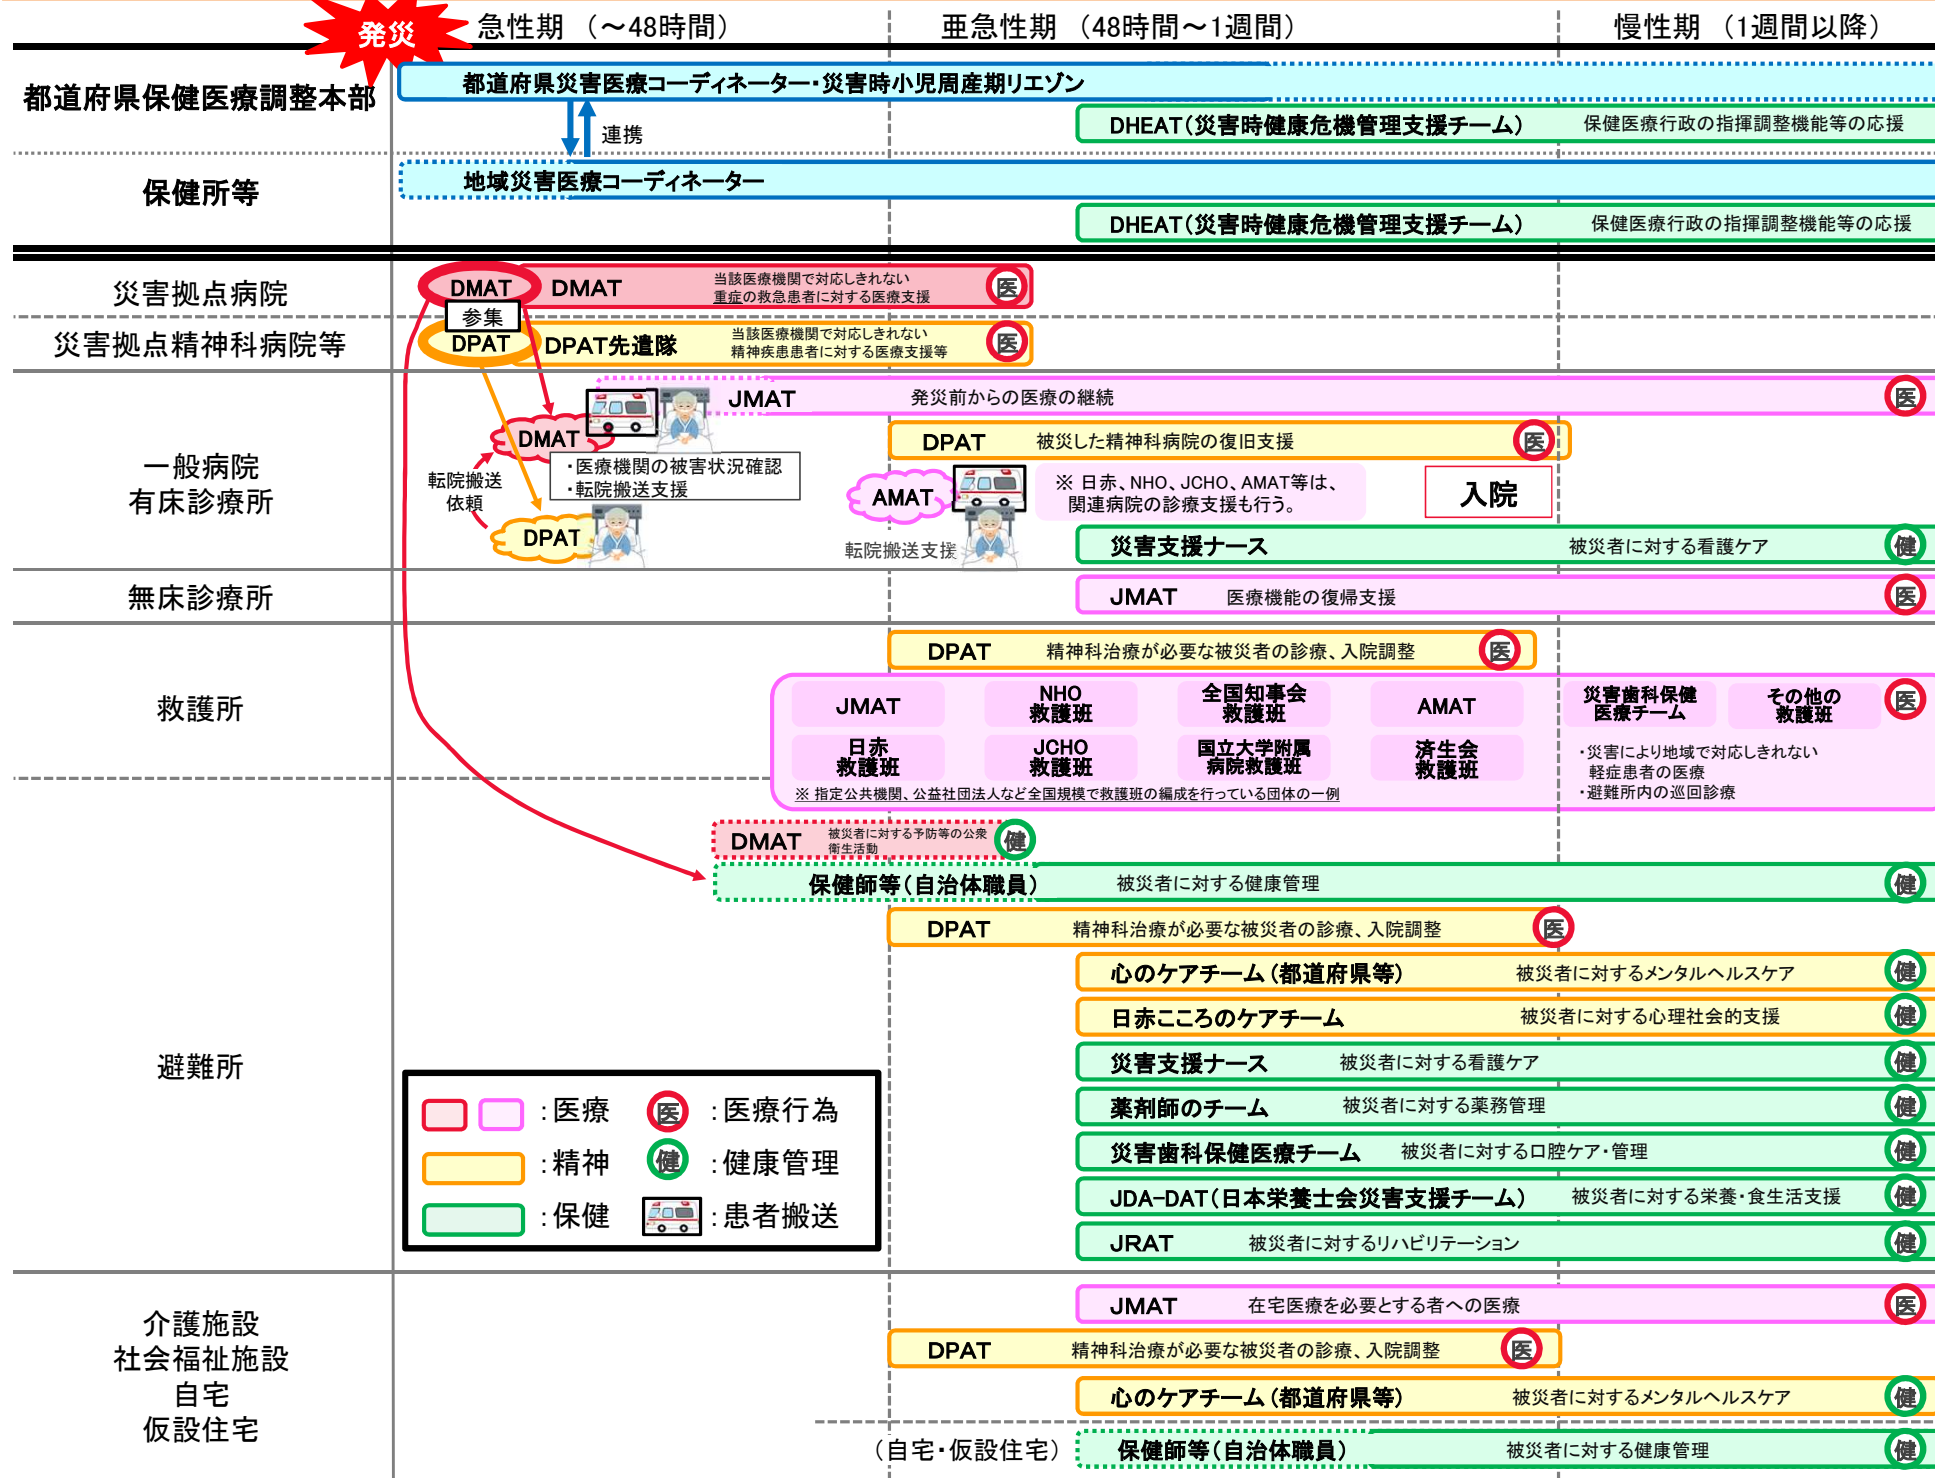 発災
急性期 （～48時間）
亜急性期 （48時間～1週間）
慢性期 （1週間以降）
都道府県保健医療調整本部
都道府県災害医療コーディネーター・災害時小児周産期リエゾン
連携
DHEAT（災害時健康危機管理支援チーム）
保健医療行政の指揮調整機能等の応援
保健所等
地域災害医療コーディネーター
DHEAT（災害時健康危機管理支援チーム）
保健医療行政の指揮調整機能等の応援
災害拠点病院
DMAT
DMAT
当該医療機関で対応しきれない
重症の救急患者に対する医療支援
医
参集
災害拠点精神科病院等
DPAT
DPAT先遣隊
当該医療機関で対応しきれない
精神疾患患者に対する医療支援等
医
一般病院
有床診療所
JMAT
発災前からの医療の継続
医
DMAT
DPAT
被災した精神科病院の復旧支援
医
・医療機関の被害状況確認
・転院搬送支援
転院搬送
依頼
AMAT
※ 日赤、NHO、JCHO、AMAT等は、
関連病院の診療支援も行う。
入院
DPAT
転院搬送支援
災害支援ナース
被災者に対する看護ケア
健
無床診療所
JMAT
医療機能の復帰支援
医
救護所
DPAT
精神科治療が必要な被災者の診療、入院調整
医
JMAT
NHO
救護班
全国知事会
救護班
AMAT
災害歯科保健
医療チーム
その他の
救護班
医
日赤
救護班
JCHO
救護班
国立大学附属
病院救護班
済生会
救護班
・災害により地域で対応しきれない
軽症患者の医療
・避難所内の巡回診療
※ 指定公共機関、公益社団法人など全国規模で救護班の編成を行っている団体の一例
避難所
DMAT
被災者に対する予防等の公衆
衛生活動
健
保健師等（自治体職員）
被災者に対する健康管理
健
DPAT
精神科治療が必要な被災者の診療、入院調整
医
心のケアチーム（都道府県等）
被災者に対するメンタルヘルスケア
健
日赤こころのケアチーム
被災者に対する心理社会的支援
健
災害支援ナース
被災者に対する看護ケア
健
薬剤師のチーム
被災者に対する薬務管理
健
災害歯科保健医療チーム
被災者に対する口腔ケア・管理
健
JDA-DAT（日本栄養士会災害支援チーム）
被災者に対する栄養・食生活支援
健
JRAT
被災者に対するリハビリテーション
健
：医療
医
：医療行為
：精神
健
：健康管理
：保健
：患者搬送
介護施設
社会福祉施設
自宅
仮設住宅
JMAT
在宅医療を必要とする者への医療
医
DPAT
精神科治療が必要な被災者の診療、入院調整
医
心のケアチーム（都道府県等）
被災者に対するメンタルヘルスケア
健
（自宅・仮設住宅）
保健師等（自治体職員）
被災者に対する健康管理
健